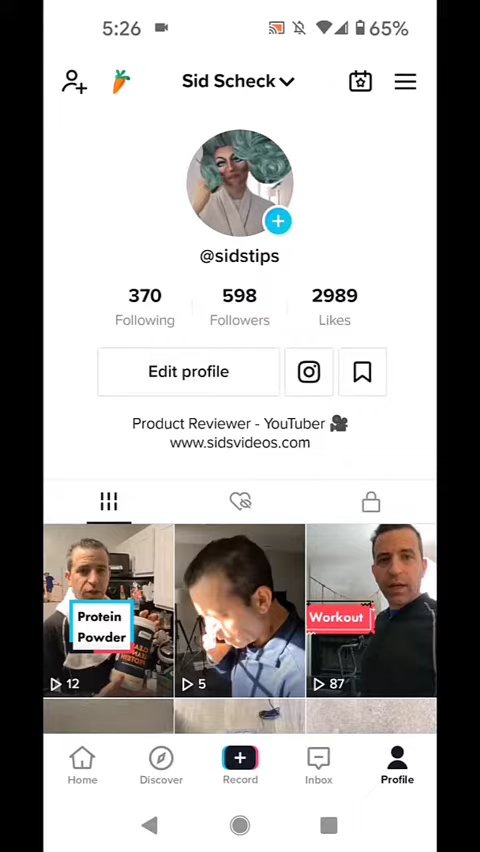 5:26
65%
Sid Scheck
@sidstips
370
Following
598
Followers
2989
Likes
Edit profile
Product Reviewer - YouTuber 🎥
www.sidsvideos.com
Protein
Powder
12
5
Workout
87
Home
Discover
Record
Inbox
Profile